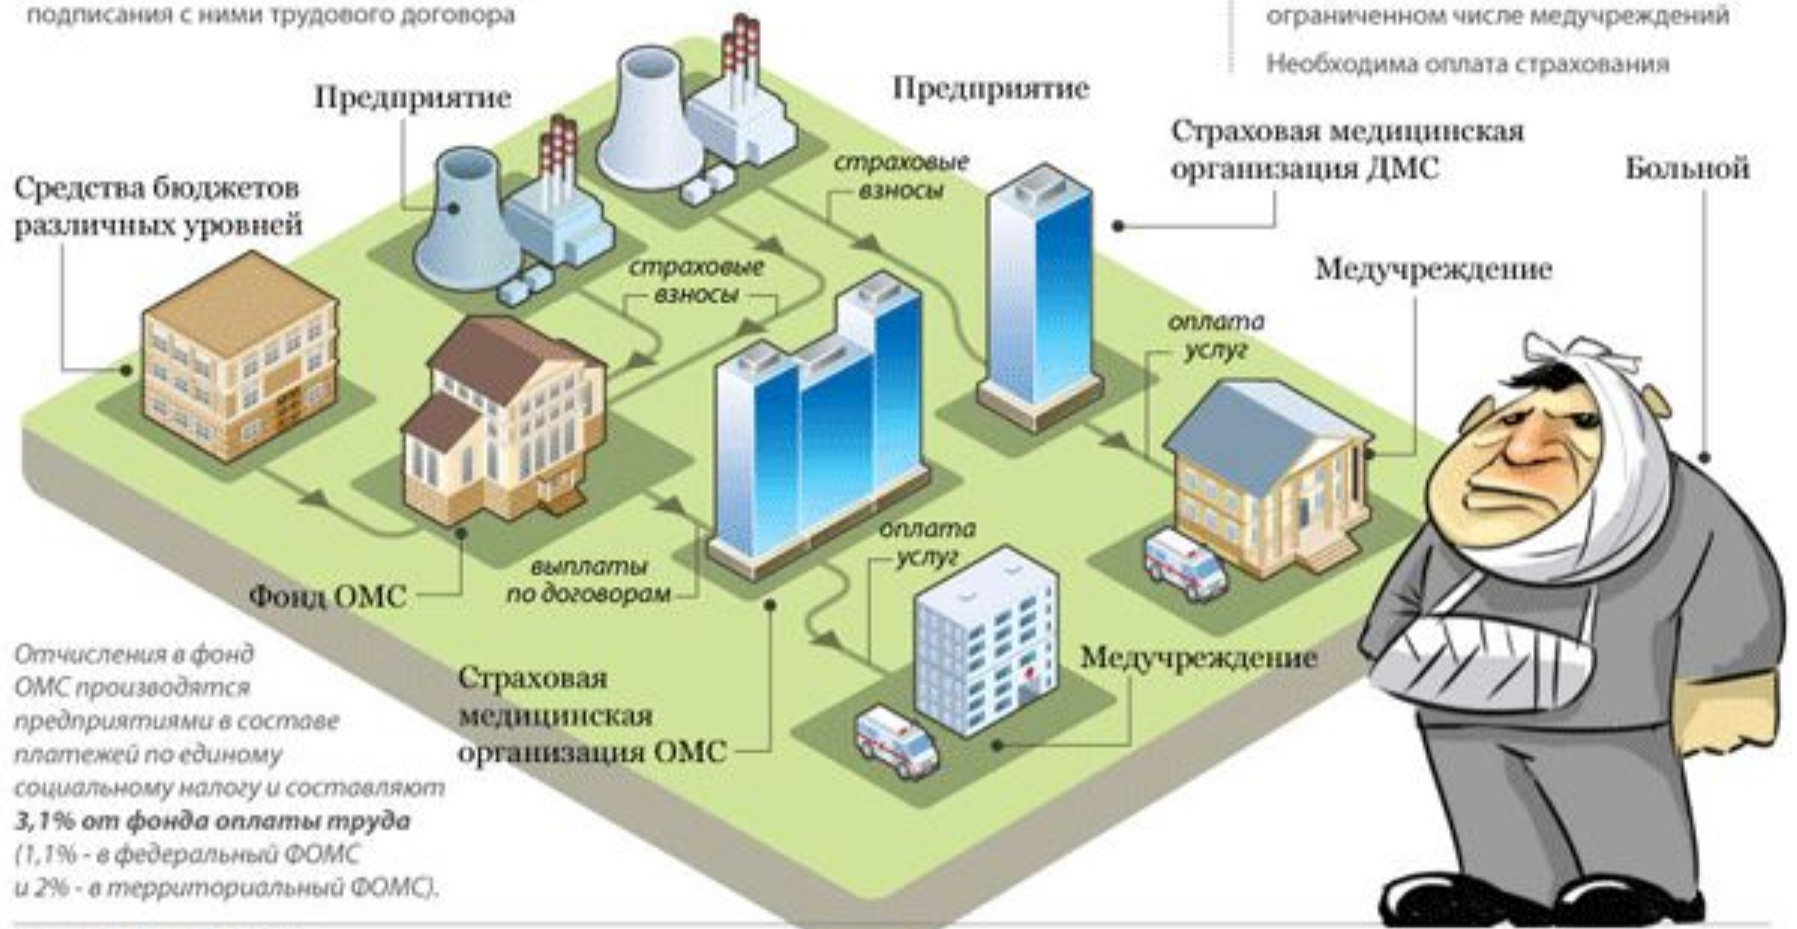 подписания с ними трудового договора
ограниченном числе медучреждений
Необходима оплата страхования
Предприятие
Предприятие
Страховая медицинская
организация ДМС
Больной
Средства бюджетов
различных уровней
страховые
взносы
страховые
взносы
Медучреждение
оплата
услуг
оплата
услуг
выплаты
по договорам
Фонд ОМС
Страховая
медицинская
организация ОМС
Медучреждение
Отчисления в фонд
ОМС производятся
предприятиями в составе
платежей по единому
социальному налогу и составляют
3,1% от фонда оплаты труда
(1,1% - в федеральный ФОМС
и 2% - в территориальный ФОМС).